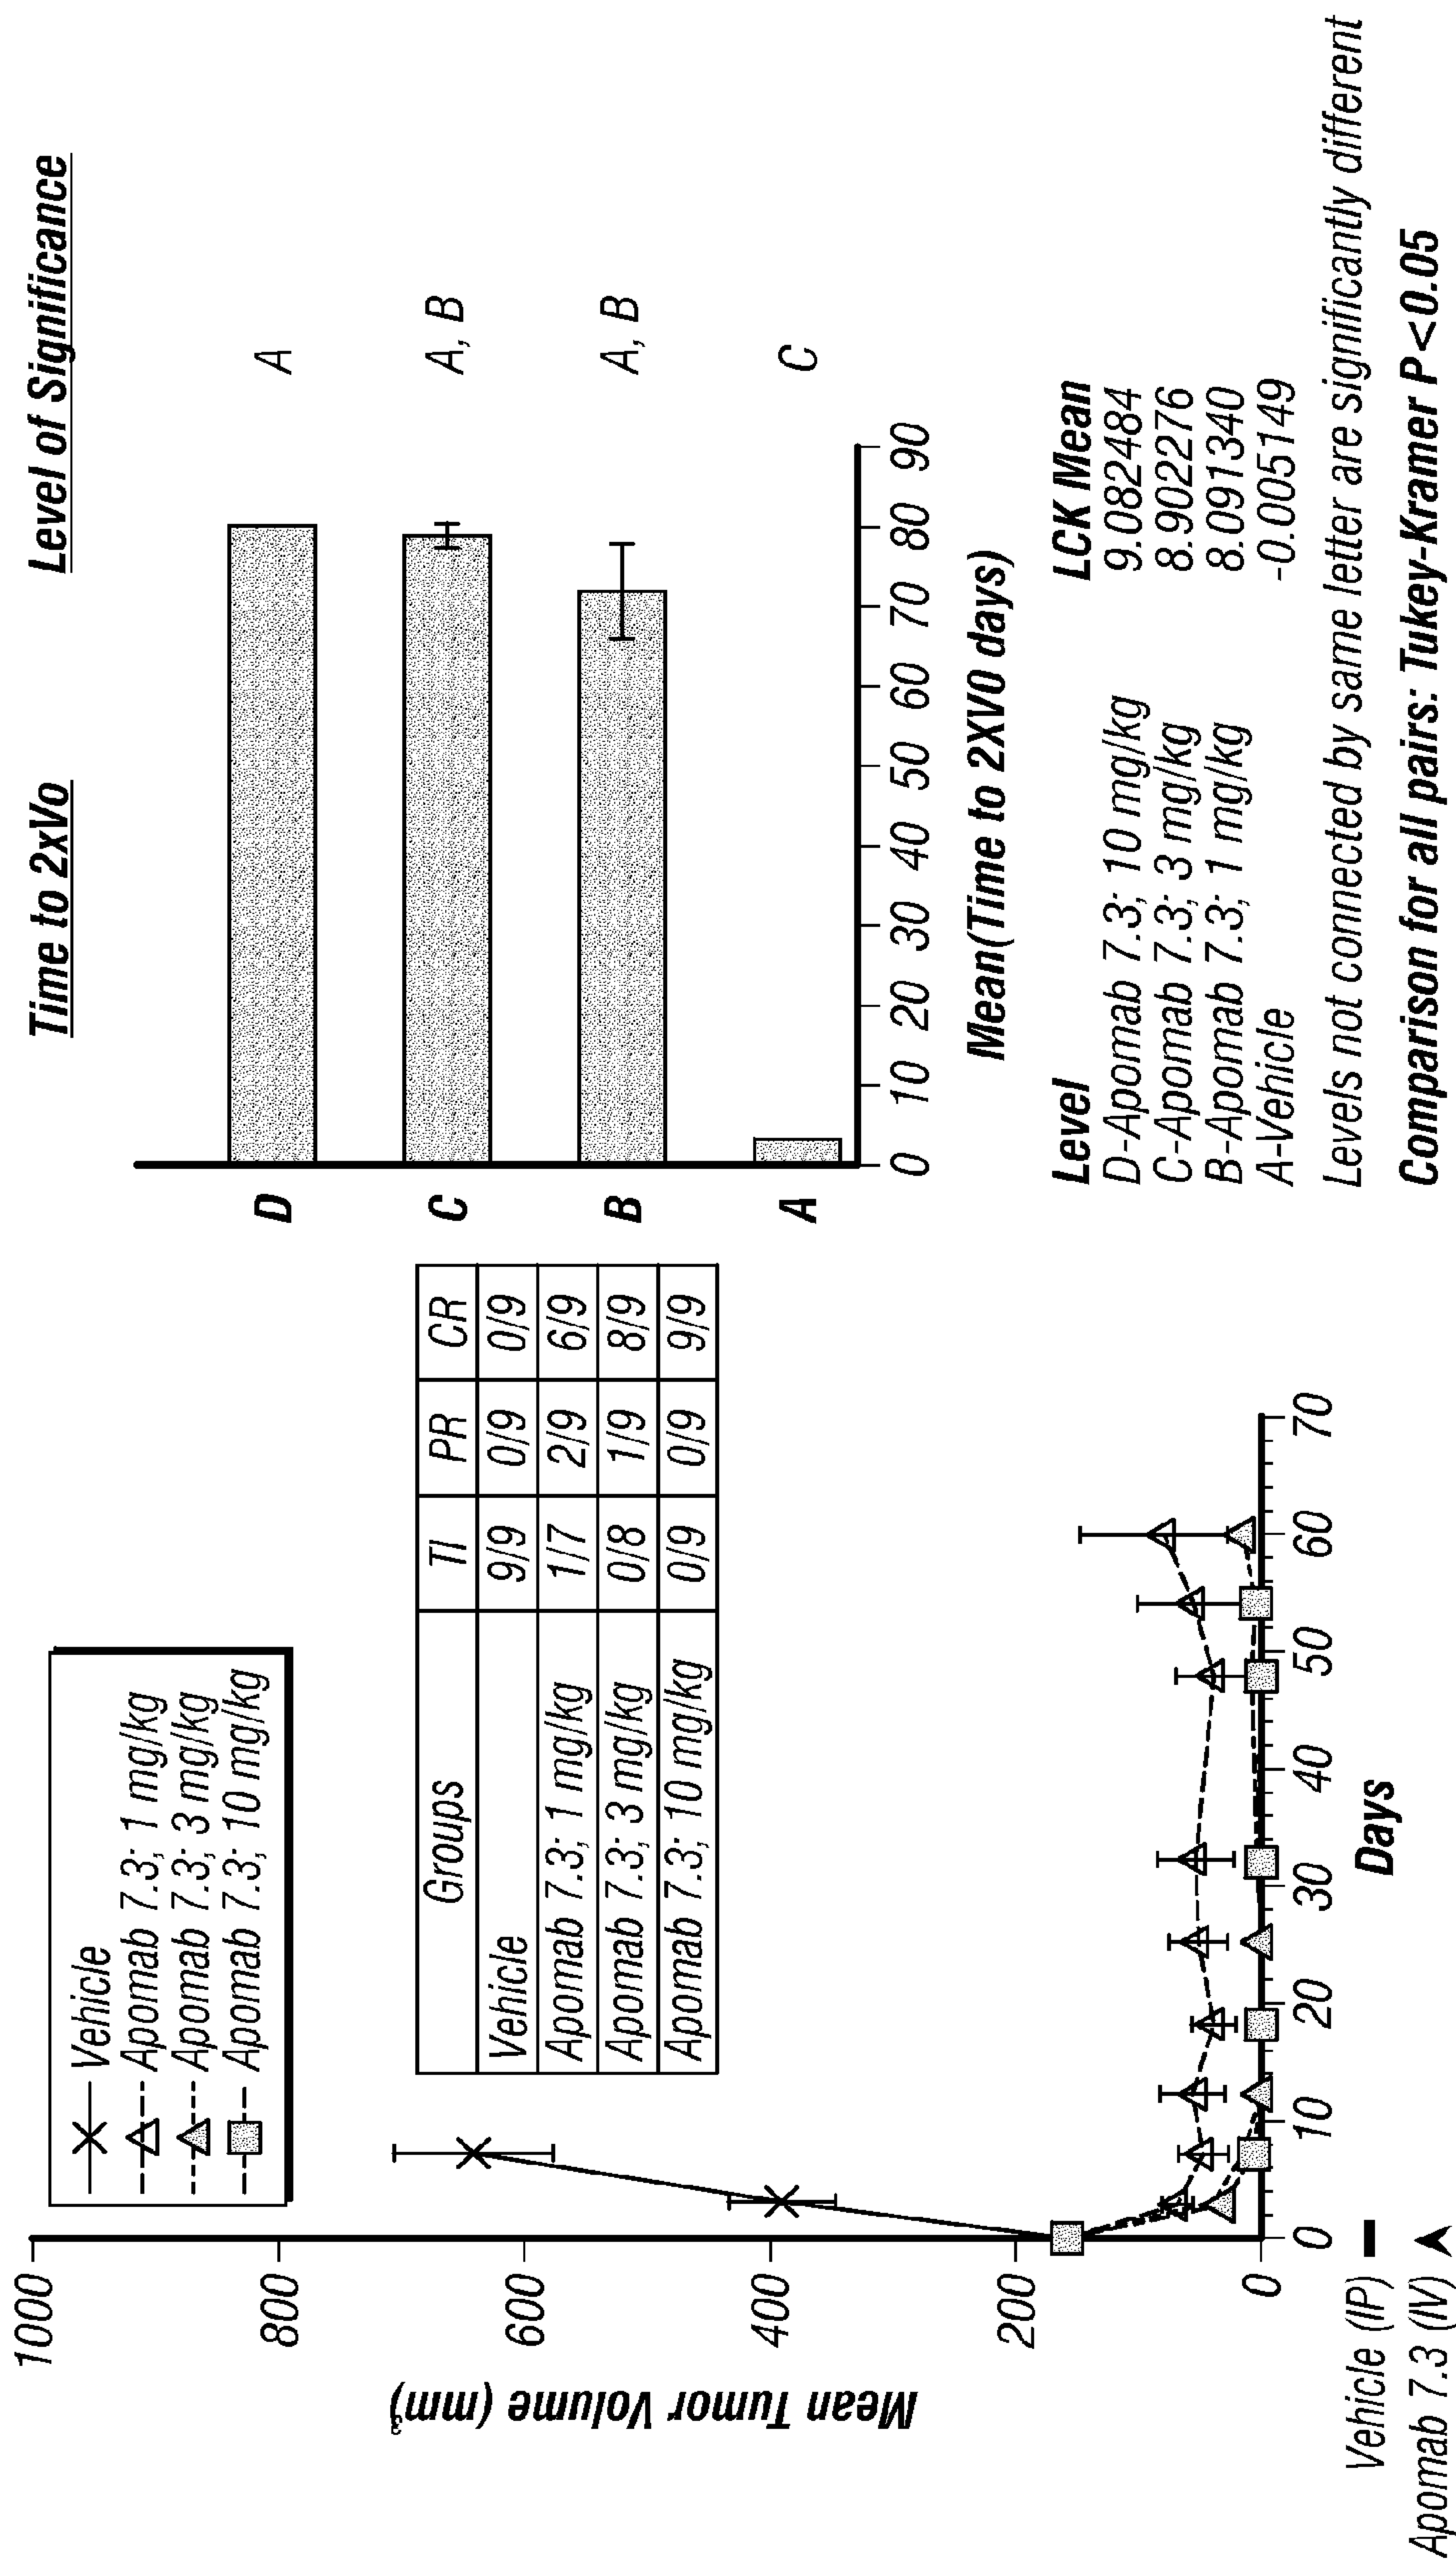 Vehicle
Apomab 7.3; 1 mg/kg
Apomab 7.3; 3 mg/kg
Apomab 7.3; 10 mg/kg
Groups TI PR CR
Vehicle 9/9 0/9 0/9
Apomab 7.3; 1 mg/kg 1/7 2/9 6/9
Apomab 7.3; 3 mg/kg 0/8 1/9 8/9
Apomab 7.3; 10 mg/kg 0/9 0/9 9/9
Mean Tumor Volume (mm³)
1000
800
600
400
200
0
0 10 20 30 40 50 60 70
Days
Vehicle (IP)
Apomab 7.3 (IV)
Time to 2xVo
Level of Significance
D A
C A, B
B A, B
A C
0 10 20 30 40 50 60 70 80 90
Mean(Time to 2XV0 days)
Level LCK Mean
D-Apomab 7.3; 10 mg/kg 9.082484
C-Apomab 7.3; 3 mg/kg 8.902276
B-Apomab 7.3; 1 mg/kg 8.091340
A-Vehicle -0.005149
Levels not connected by same letter are significantly different
Comparison for all pairs: Tukey-Kramer P<0.05